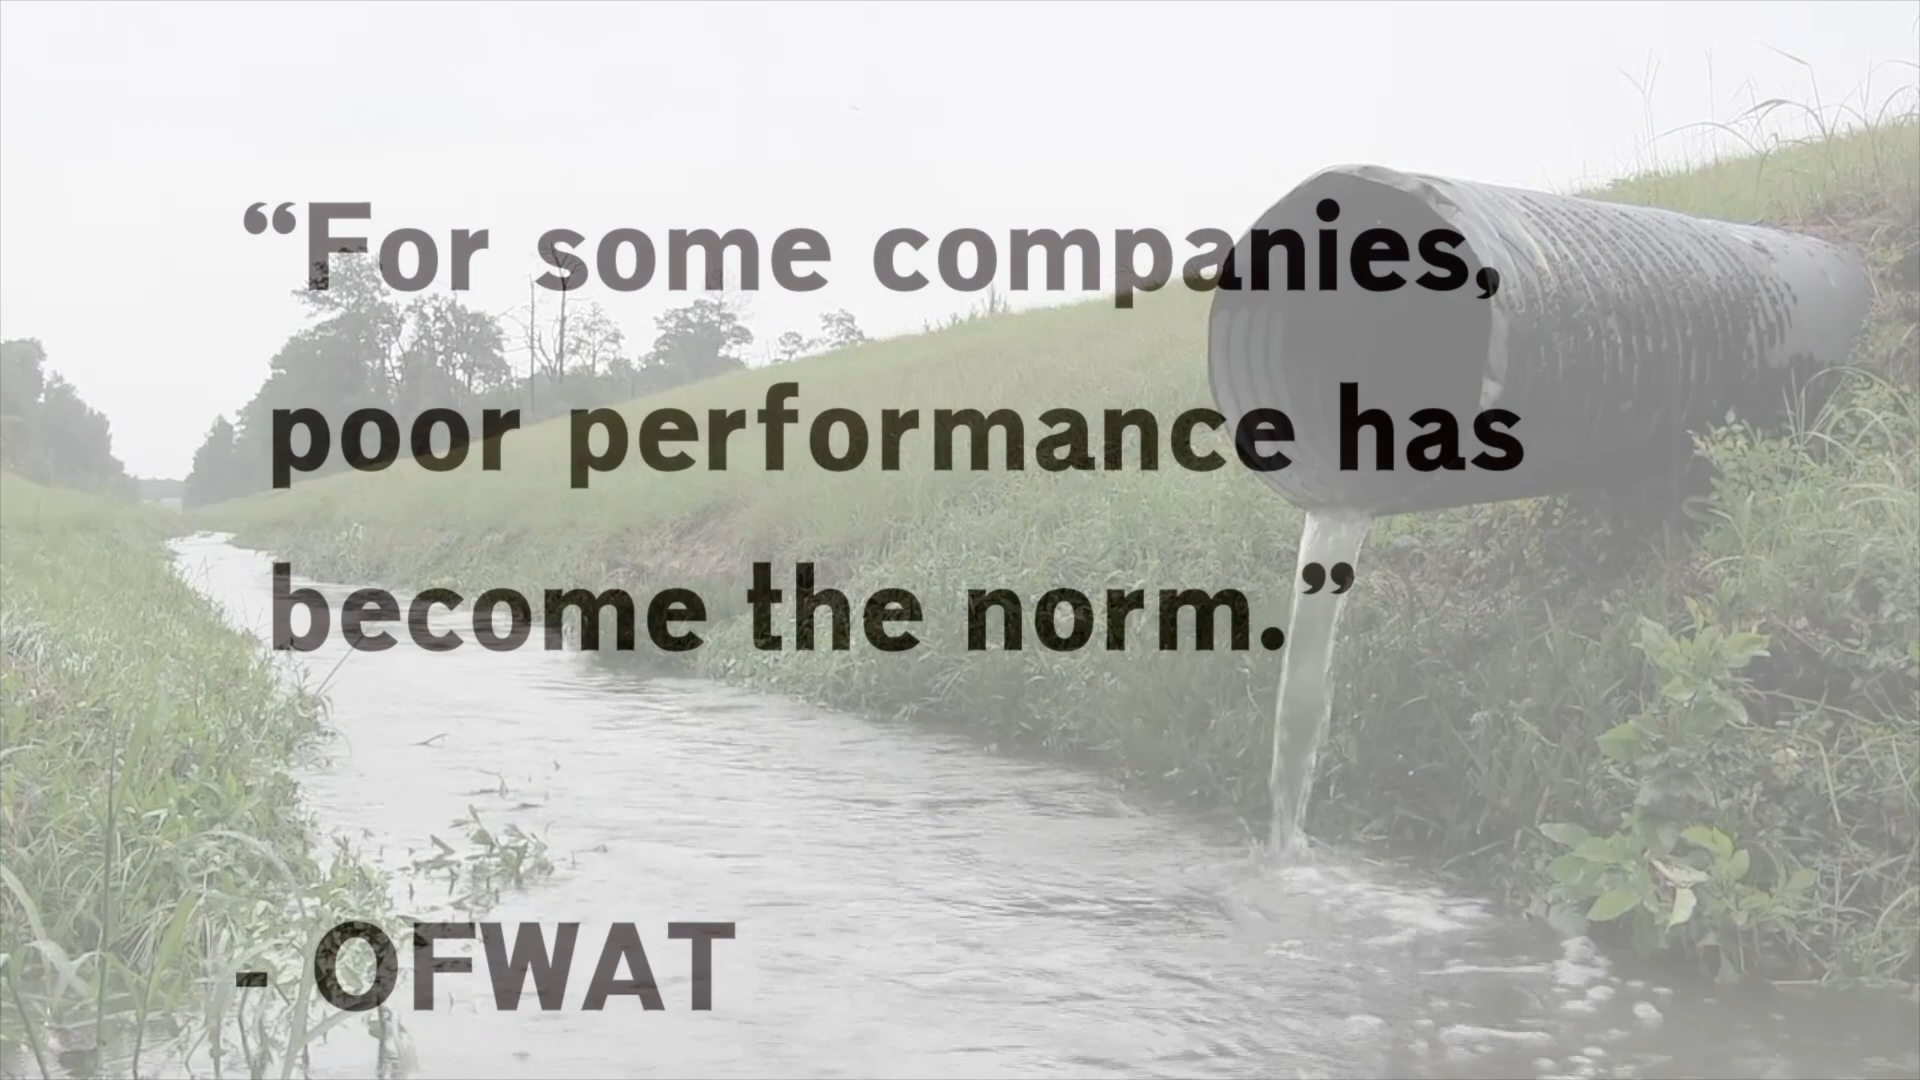 “For some companies,
poor performance has
become the norm.”
- OFWAT